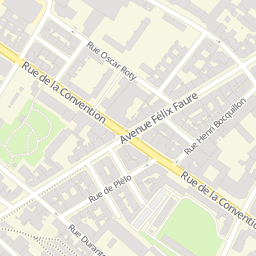 Rue Oscar Roty
Rue de la Convention
Avenue Félix Faure
Rue Henri Bocquillon
Rue de Plélo
Rue de la Convention
Rue Duranton